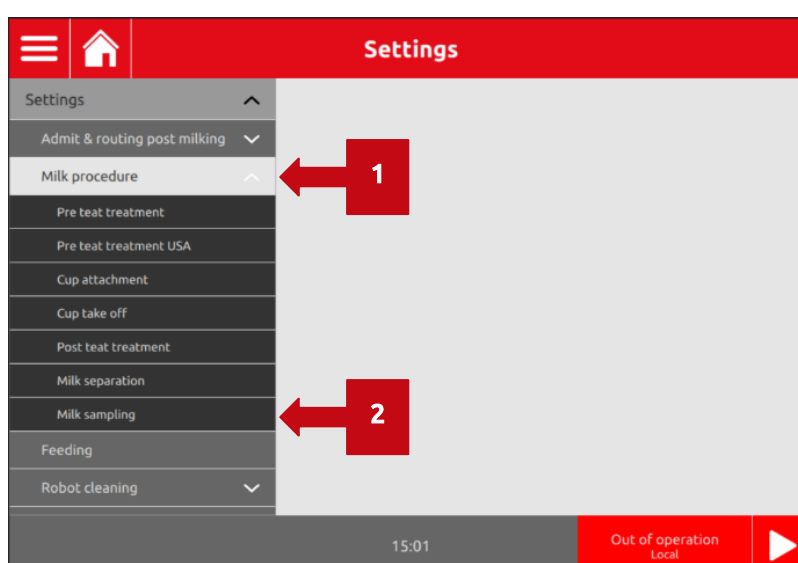 Settings
Settings
Admit & routing post milking
Milk procedure
1
Pre teat treatment
Pre teat treatment USA
Cup attachment
Cup take off
Post teat treatment
Milk separation
Milk sampling
2
Feeding
Robot cleaning
15:01
Out of operation
Local